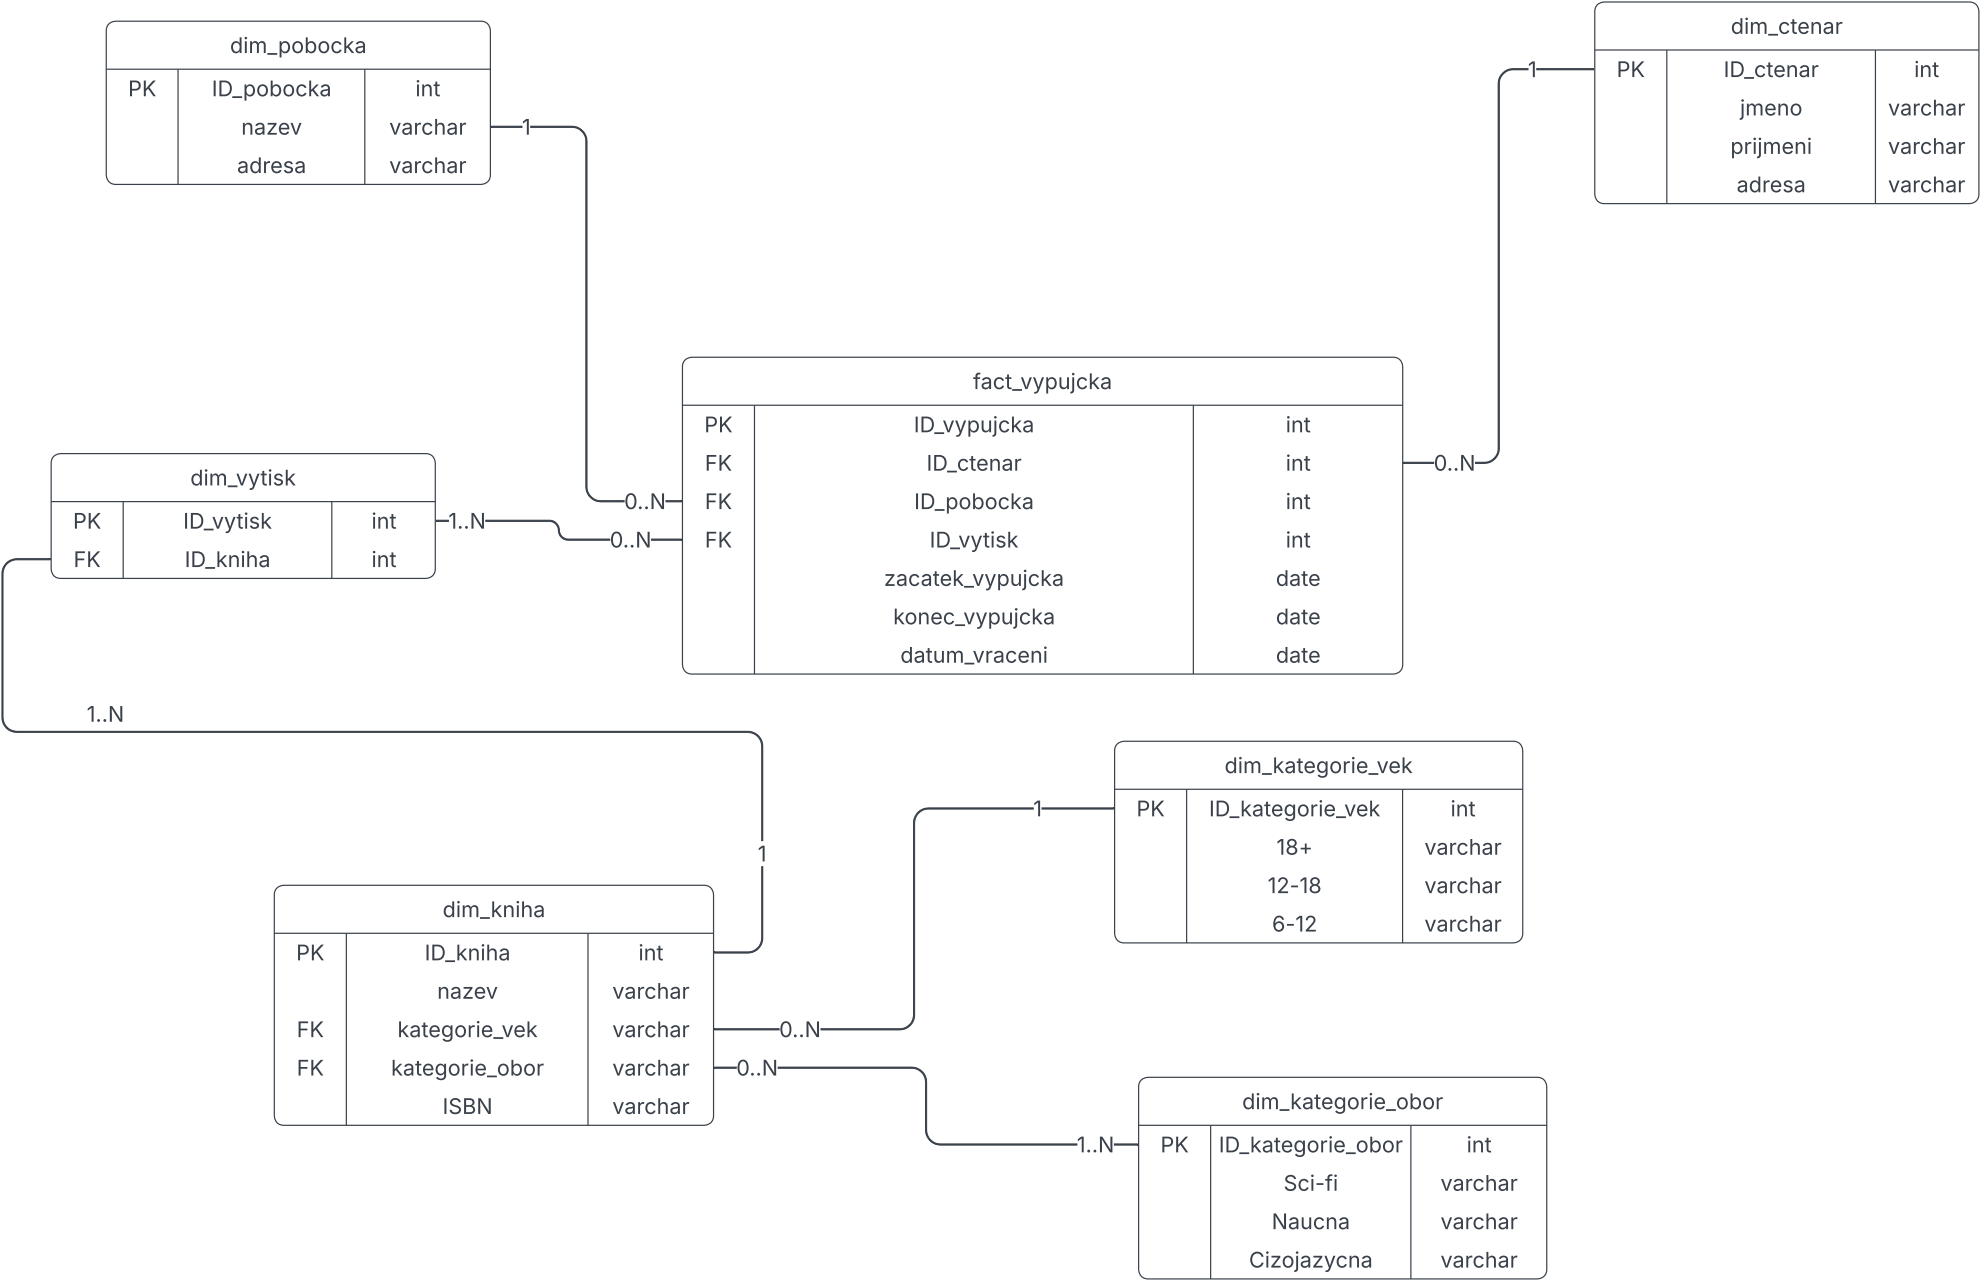 dim_pobocka
PK ID_pobocka int
nazev varchar
adresa varchar
1
dim_ctenar
PK ID_ctenar int
jmeno varchar
prijmeni varchar
adresa varchar
1
fact_vypujcka
PK ID_vypujcka int
FK ID_ctenar int
FK ID_pobocka int
FK ID_vytisk int
zacatek_vypujcka date
konec_vypujcka date
datum_vraceni date
0..N
0..N
0..N
dim_vytisk
PK ID_vytisk int
FK ID_kniha int
1..N
1..N
1
dim_kniha
PK ID_kniha int
nazev varchar
FK kategorie_vek varchar
FK kategorie_obor varchar
ISBN varchar
0..N
0..N
1
dim_kategorie_vek
PK ID_kategorie_vek int
18+ varchar
12-18 varchar
6-12 varchar
1..N
dim_kategorie_obor
PK ID_kategorie_obor int
Sci-fi varchar
Naucna varchar
Cizojazycna varchar